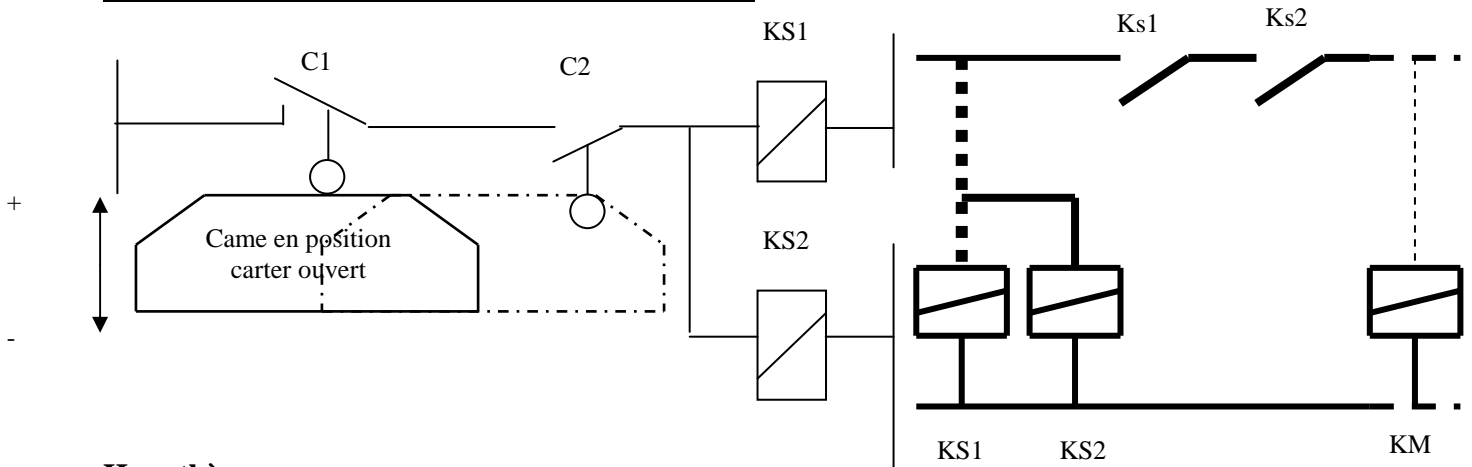 Ks1
Ks2
KS1
C1
C2
+
Came en position
carter ouvert
KS2
-
KS1
KS2
KM